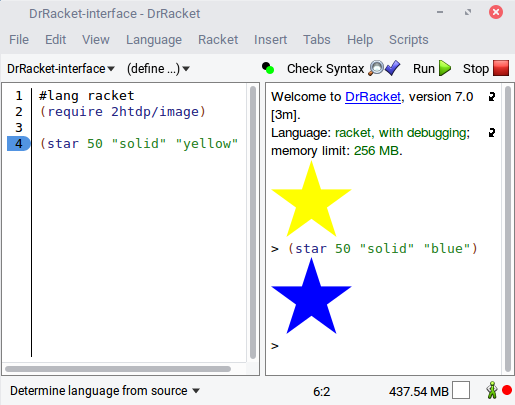 DrRacket-interface - DrRacket
File Edit View Language Racket Insert Tabs Help Scripts
DrRacket-interface (define ...) Check Syntax Run Stop
1 #lang racket
2 (require 2htdp/image)
3
4 (star 50 "solid" "yellow"
Welcome to DrRacket, version 7.0
[3m].
Language: racket, with debugging;
memory limit: 256 MB.
> (star 50 "solid" "blue")
>
Determine language from source 6:2 437.54 MB